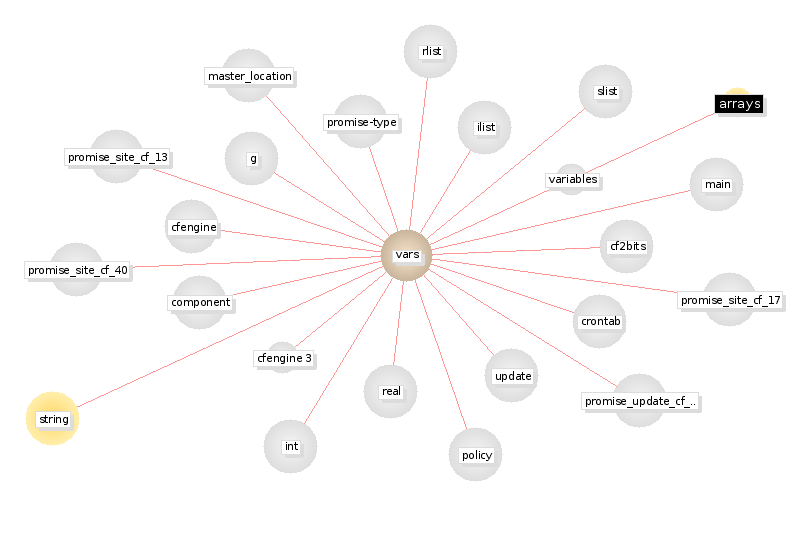 rlist
master_location
slist
arrays
promise-type
ilist
promise_site_cf_13
g
variables
main
cfengine
cf2bits
vars
promise_site_cf_40
component
promise_site_cf_17
crontab
cfengine 3
update
real
promise_update_cf_..
string
int
policy